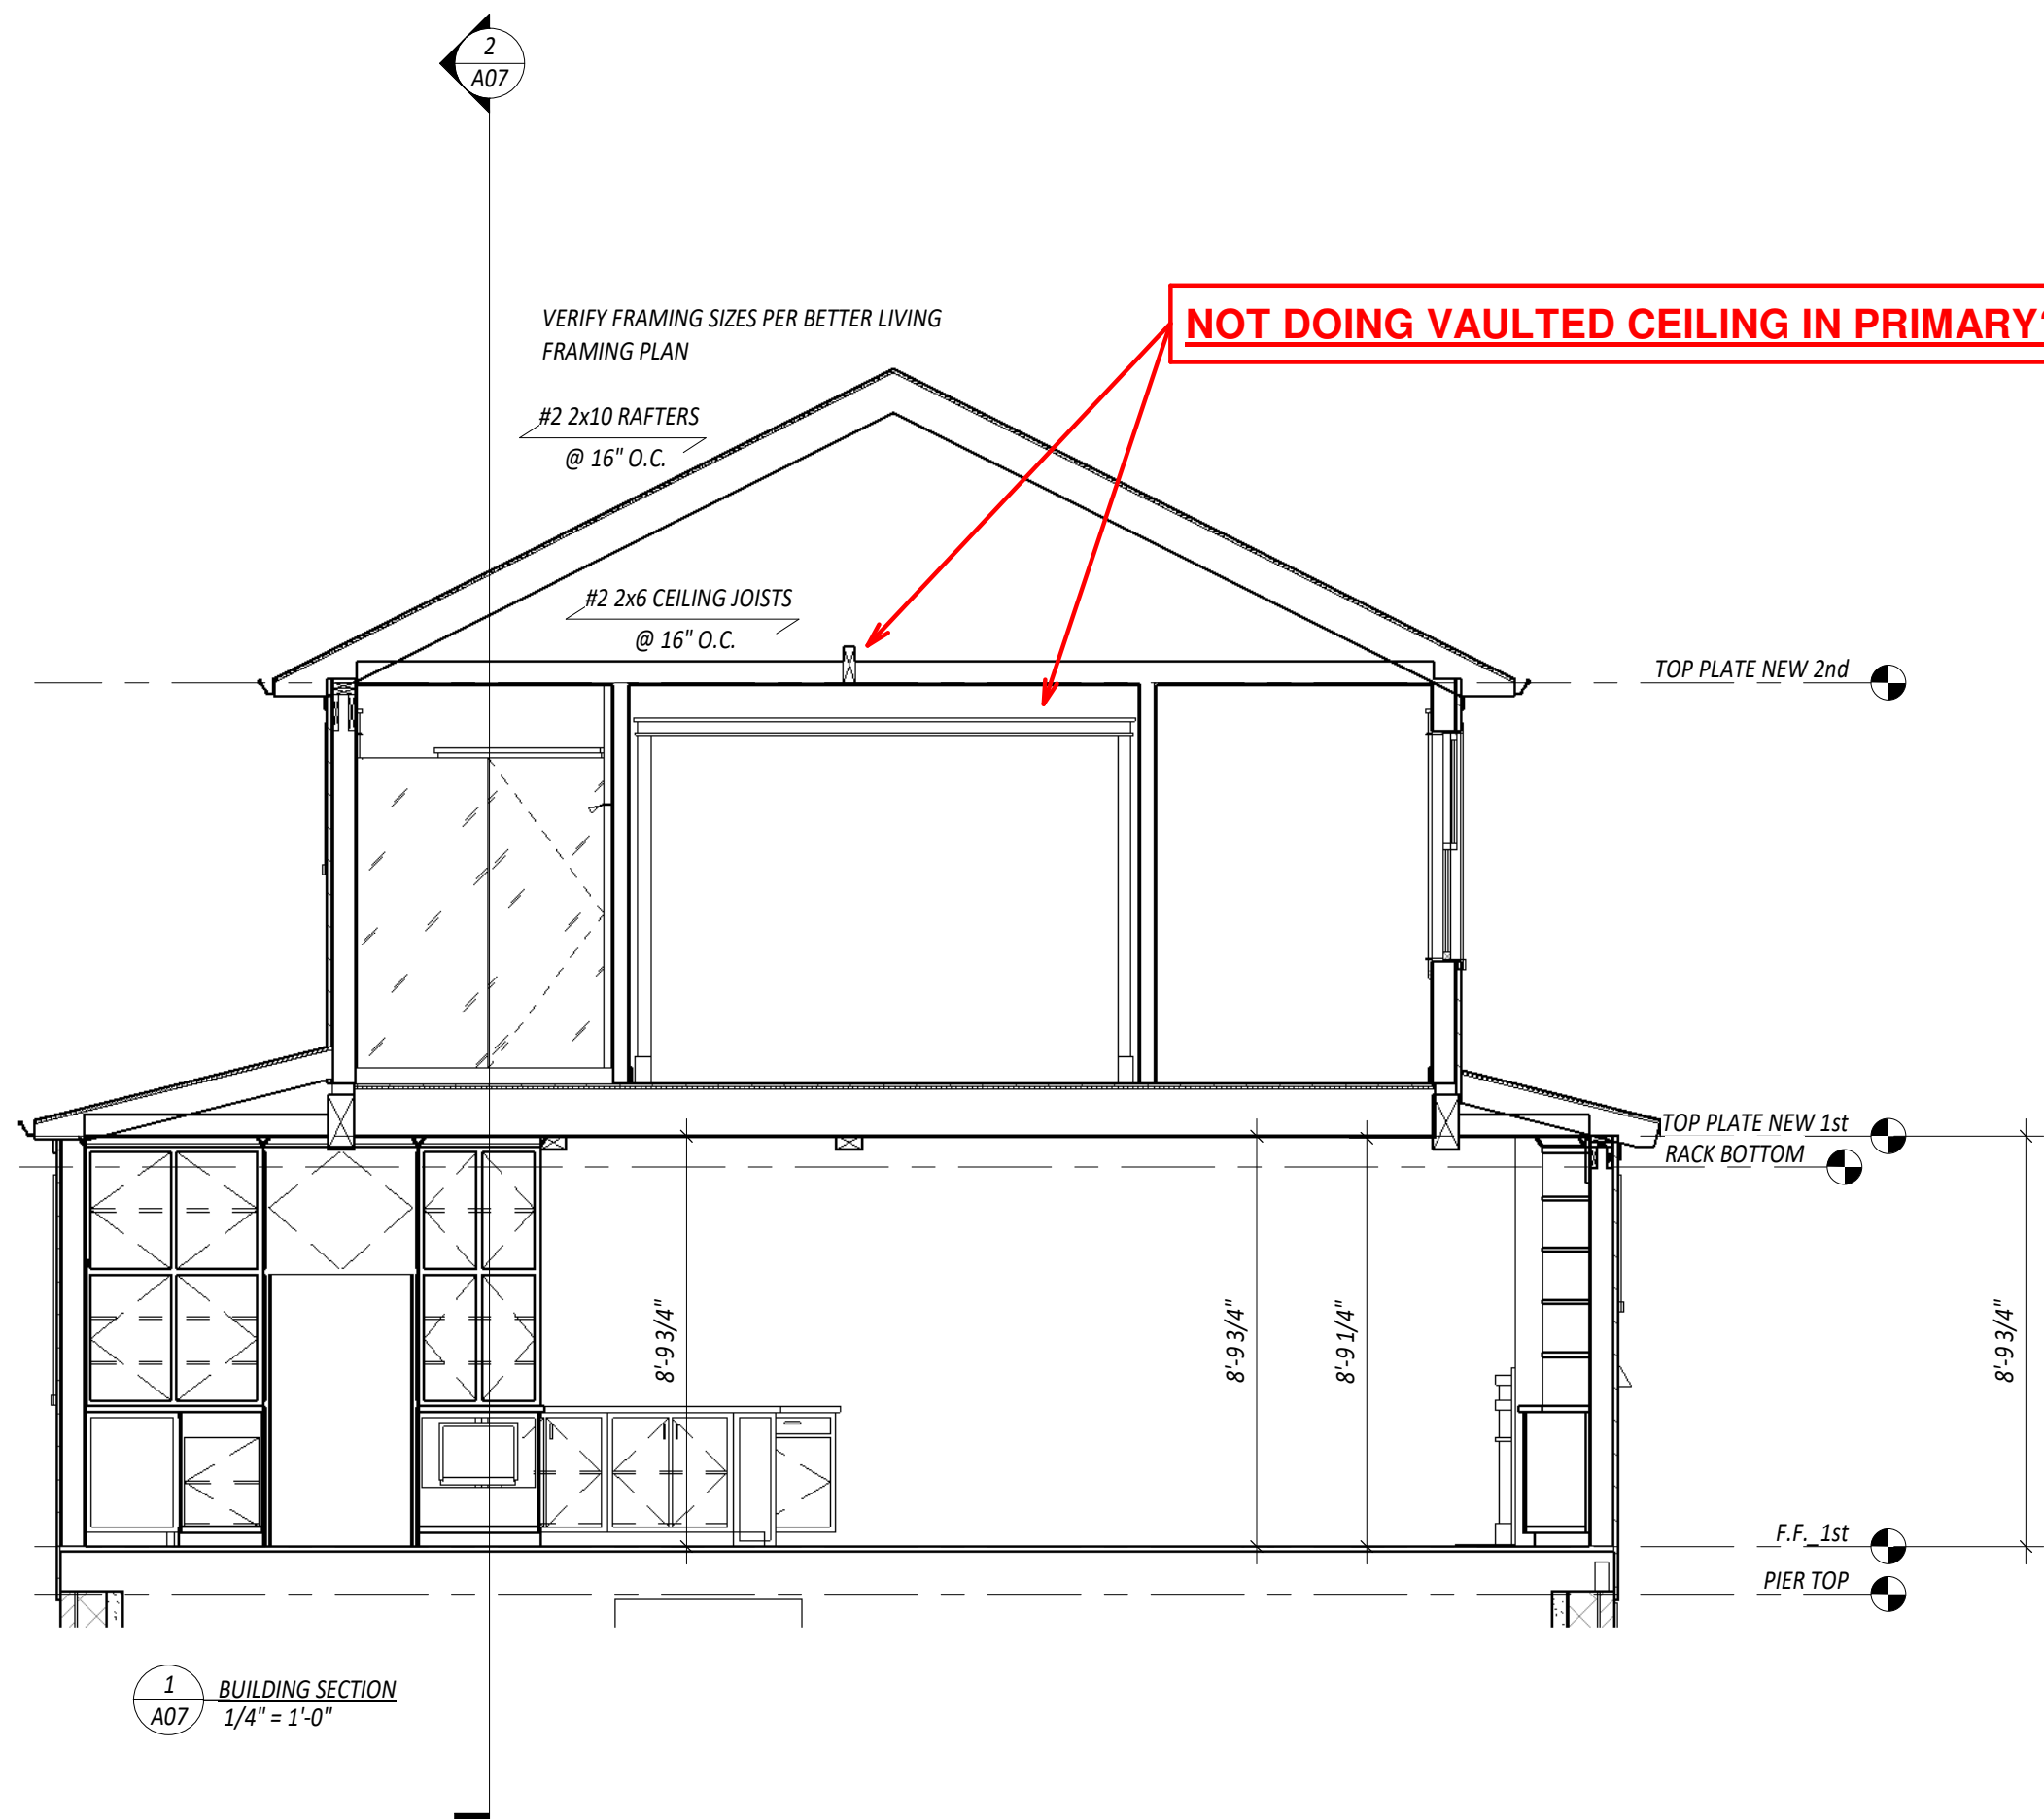 2
A07
VERIFY FRAMING SIZES PER BETTER LIVING
FRAMING PLAN
NOT DOING VAULTED CEILING IN PRIMARY?
#2 2x10 RAFTERS
@ 16" O.C.
#2 2x6 CEILING JOISTS
@ 16" O.C.
TOP PLATE NEW 2nd
TOP PLATE NEW 1st
RACK BOTTOM
8'-9 3/4"
8'-9 3/4"
8'-9 1/4"
8'-9 3/4"
F.F._1st
PIER TOP
1
A07
BUILDING SECTION
1/4" = 1'-0"